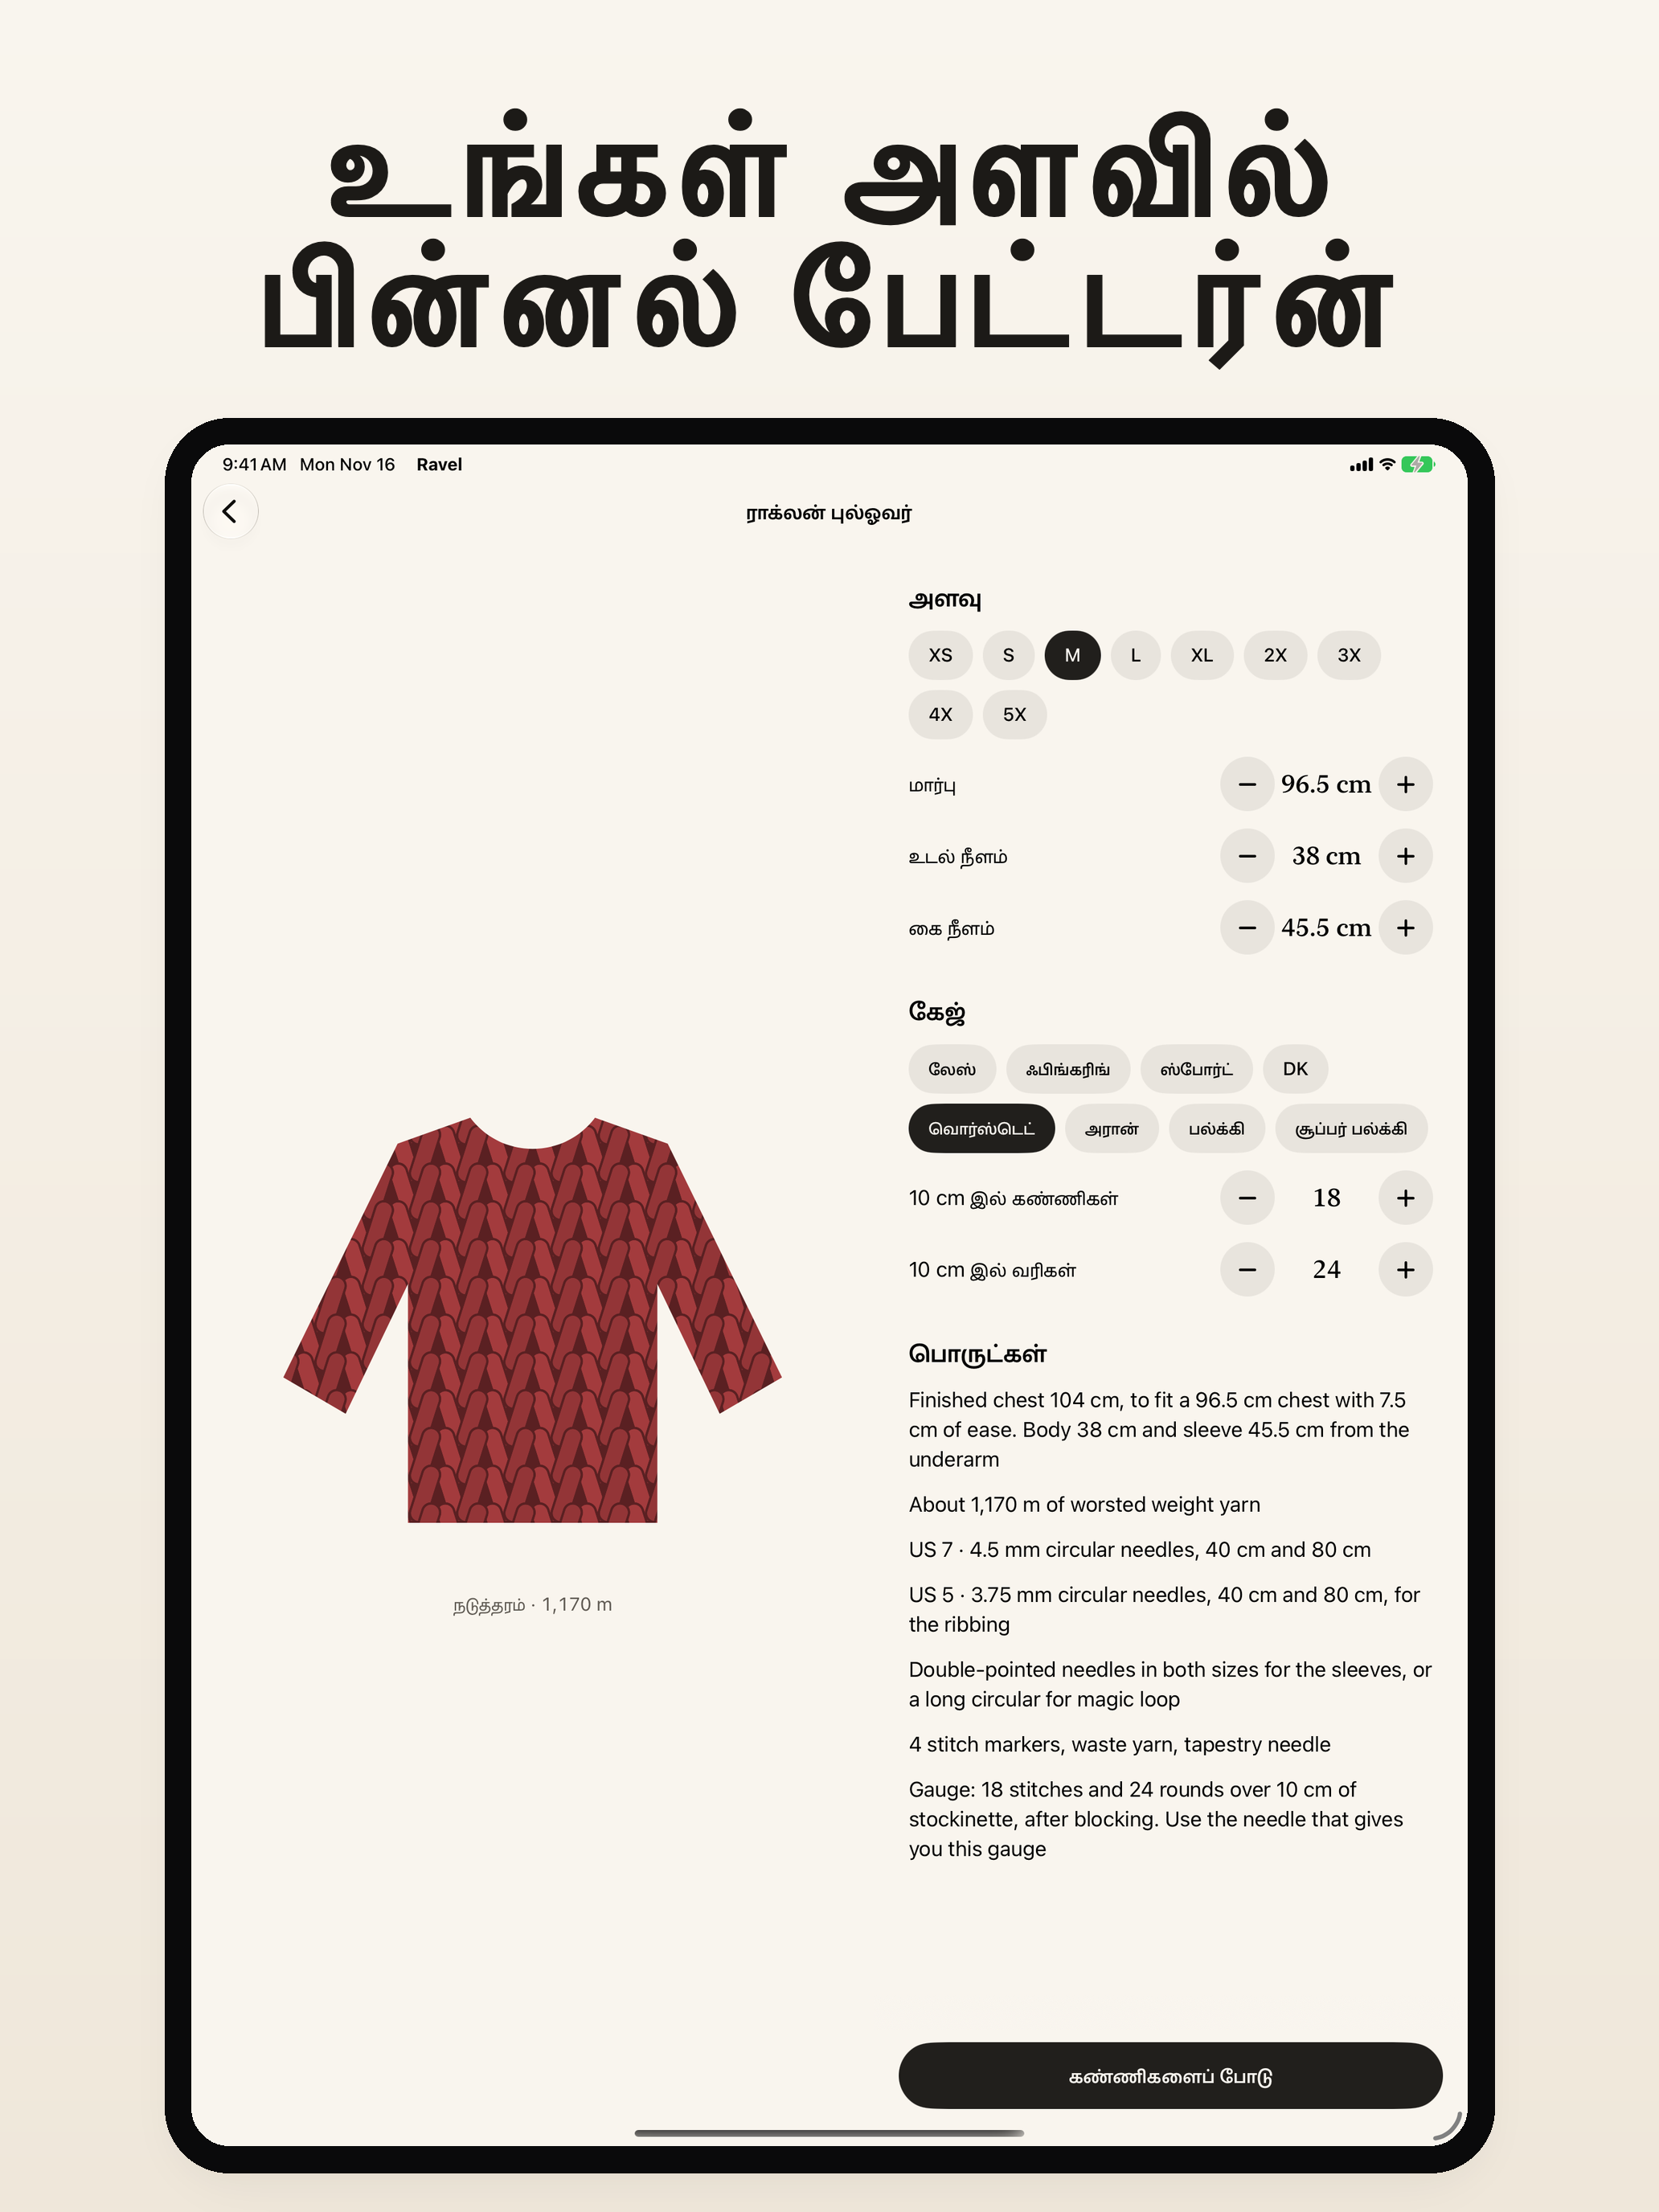 உங்கள் அளவில்
பின்னல் பேட்டர்ன்
9:41 AM Mon Nov 16 Ravel
ராக்லன் புல்ஓவர்
அளவு
XS S M L XL 2X 3X
4X 5X
மார்பு − 96.5 cm +
உடல் நீளம் − 38 cm +
கை நீளம் − 45.5 cm +
கேஜ்
லேஸ் ஃபிங்கரிங் ஸ்போர்ட் DK
வொர்ஸ்டெட் அரான் பல்க்கி சூப்பர் பல்க்கி
10 cm இல் கண்ணிகள் − 18 +
10 cm இல் வரிகள் − 24 +
பொருட்கள்
Finished chest 104 cm, to fit a 96.5 cm chest with 7.5
cm of ease. Body 38 cm and sleeve 45.5 cm from the
underarm
About 1,170 m of worsted weight yarn
US 7 · 4.5 mm circular needles, 40 cm and 80 cm
US 5 · 3.75 mm circular needles, 40 cm and 80 cm, for
the ribbing
Double-pointed needles in both sizes for the sleeves, or
a long circular for magic loop
4 stitch markers, waste yarn, tapestry needle
Gauge: 18 stitches and 24 rounds over 10 cm of
stockinette, after blocking. Use the needle that gives
you this gauge
நடுத்தரம் · 1,170 m
கண்ணிகளைப் போடு